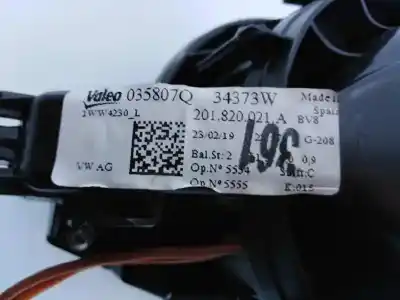 Valeo 035807Q 34373W Made in
1WW4230_L 201.820.021.A BV8 Spain
23/02/19 G-208
Bal.St: 2 0,9
VW AG Op.Nº 5554 C
Op.Nº 5555 K.015
361